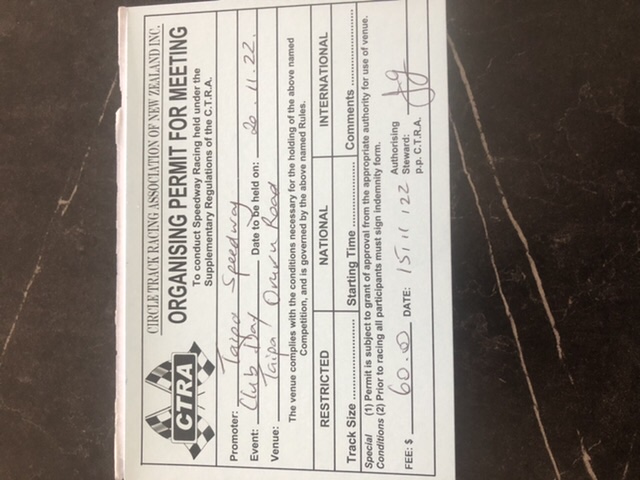 CIRCLE TRACK RACING ASSOCIATION OF NEW ZEALAND INC.
ORGANISING PERMIT FOR MEETING
To conduct Speedway Racing held under the
Supplementary Regulations of the C.T.R.A.
CTRA
Promoter: Taipa Speedway
Event: Club Day Date to be held on: 20.11.22.
Venue: Taipa / Oruru Road
The venue complies with the conditions necessary for the holding of the above named
Competition, and is governed by the above named Rules.
RESTRICTED NATIONAL INTERNATIONAL
Track Size ............ Starting Time ............ Comments ............
Special (1) Permit is subject to grant of approval from the appropriate authority for use of venue.
Conditions (2) Prior to racing all participants must sign indemnity form.
FEE: $ 60.00 DATE: 15/11/22 Authorising
Steward:
p.p. C.T.R.A.